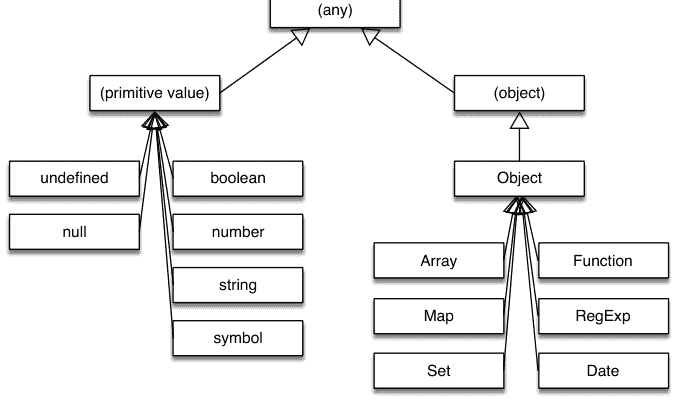 (any)
(primitive value)
(object)
undefined
boolean
Object
null
number
Array
Function
string
Map
RegExp
symbol
Set
Date